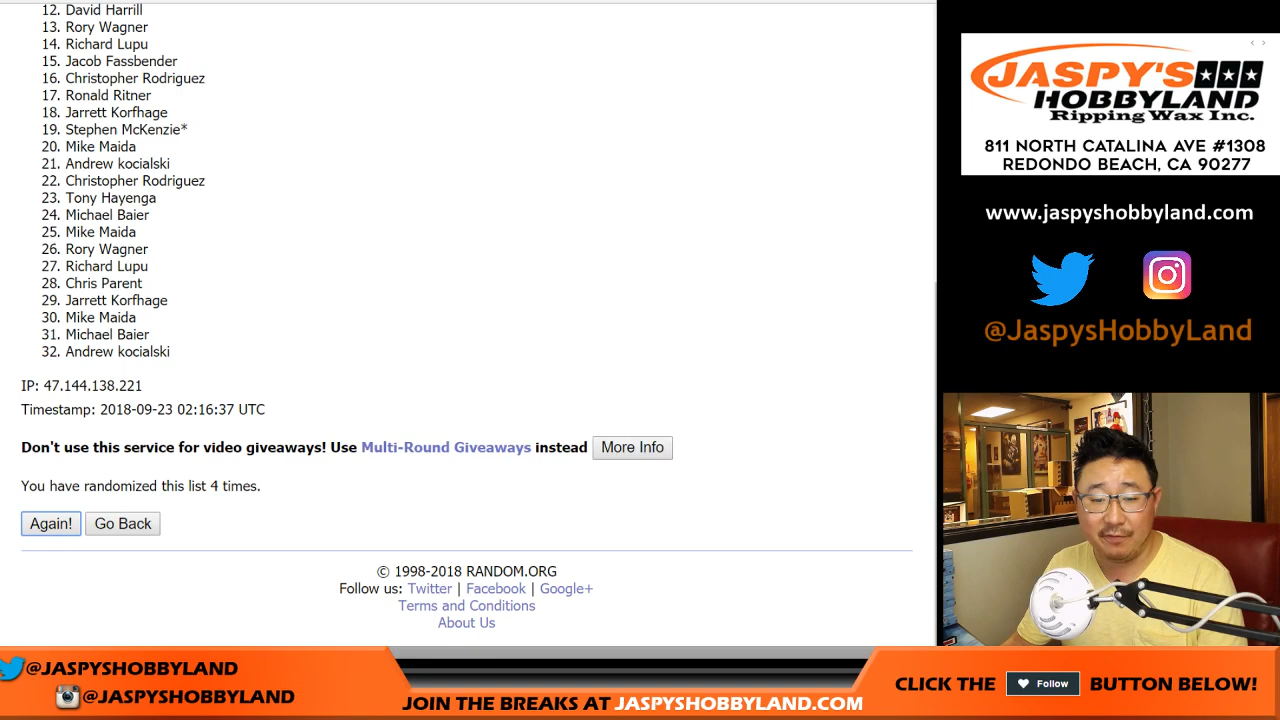 12. David Harrill
13. Rory Wagner
14. Richard Lupu
15. Jacob Fassbender
16. Christopher Rodriguez
17. Ronald Ritner
18. Jarrett Korfhage
19. Stephen McKenzie*
20. Mike Maida
21. Andrew kocialski
22. Christopher Rodriguez
23. Tony Hayenga
24. Michael Baier
25. Mike Maida
26. Rory Wagner
27. Richard Lupu
28. Chris Parent
29. Jarrett Korfhage
30. Mike Maida
31. Michael Baier
32. Andrew kocialski
IP: 47.144.138.221
Timestamp: 2018-09-23 02:16:37 UTC
Don't use this service for video giveaways! Use Multi-Round Giveaways instead More Info
You have randomized this list 4 times.
Again! Go Back
© 1998-2018 RANDOM.ORG
Follow us: Twitter | Facebook | Google+
Terms and Conditions
About Us
JASPY'S
HOBBYLAND
Ripping Wax Inc.
811 NORTH CATALINA AVE #1308
REDONDO BEACH, CA 90277
www.jaspyshobbyland.com
@JaspysHobbyLand
@JASPYSHOBBYLAND
@JASPYSHOBBYLAND
JOIN THE BREAKS AT JASPYSHOBBYLAND.COM
CLICK THE Follow BUTTON BELOW!